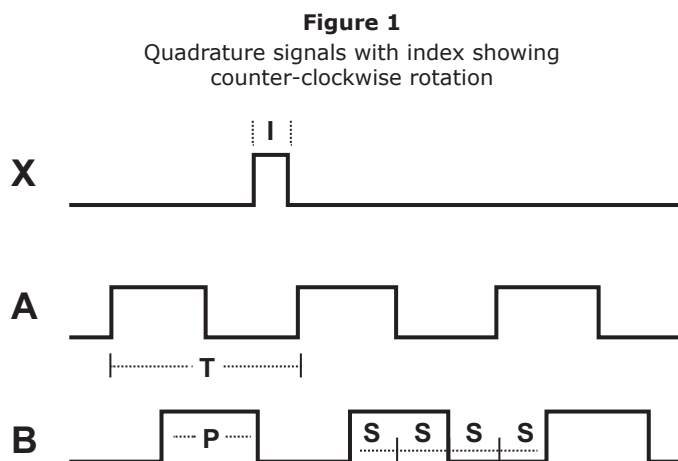 Figure 1
Quadrature signals with index showing
counter-clockwise rotation
I
X
A
T
B
P
S S S S